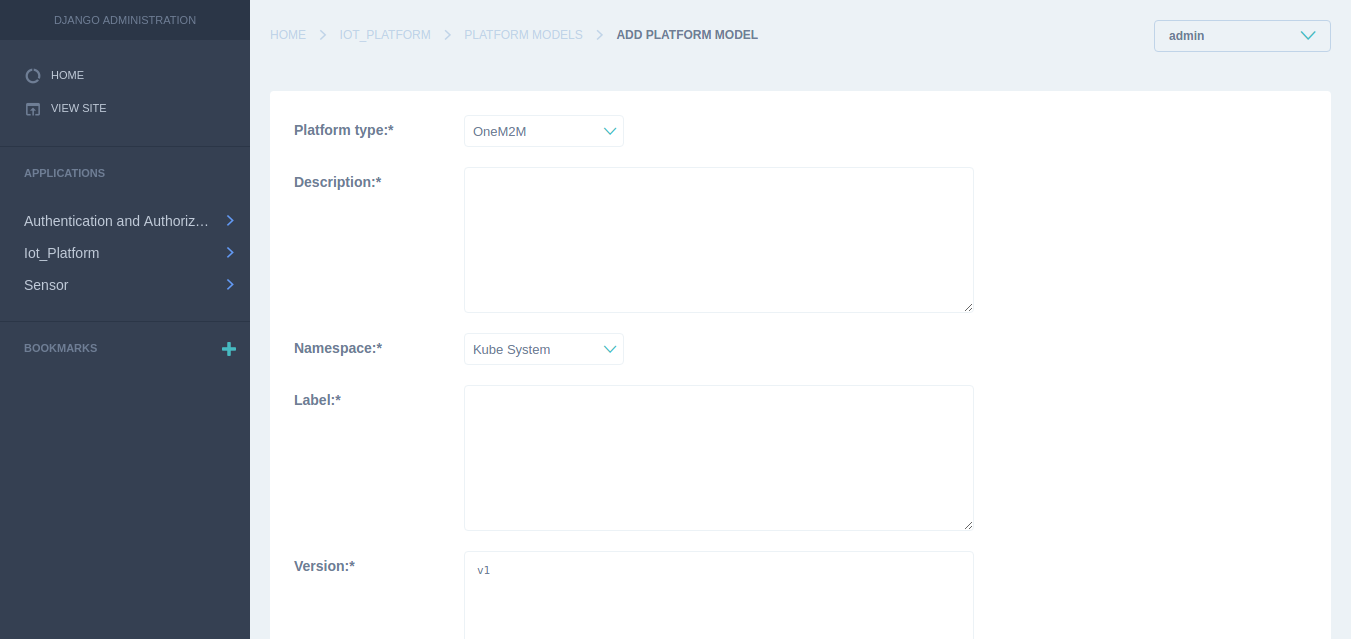 DJANGO ADMINISTRATION
HOME
VIEW SITE
APPLICATIONS
Authentication and Authoriz…
Iot_Platform
Sensor
BOOKMARKS
HOME IOT_PLATFORM PLATFORM MODELS ADD PLATFORM MODEL
admin
Platform type:* OneM2M
Description:*
Namespace:* Kube System
Label:*
Version:* v1